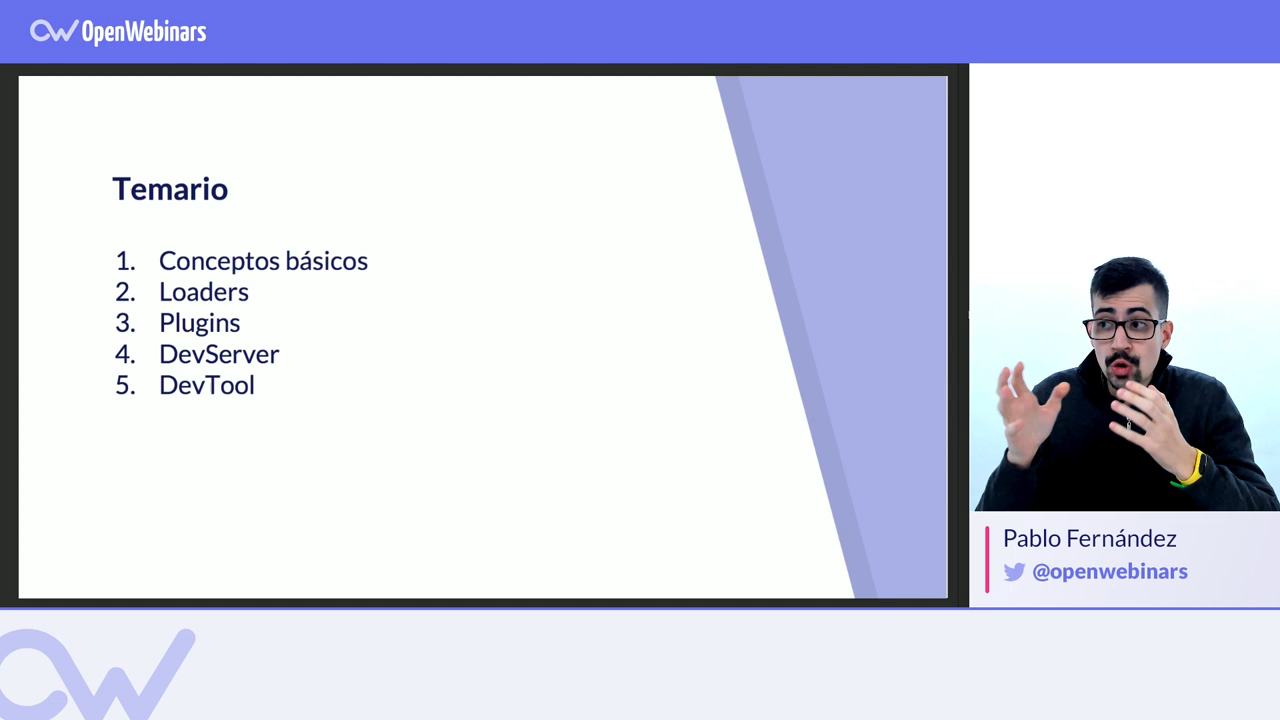 OpenWebinars
Temario
1. Conceptos básicos
2. Loaders
3. Plugins
4. DevServer
5. DevTool
Pablo Fernández
@openwebinars